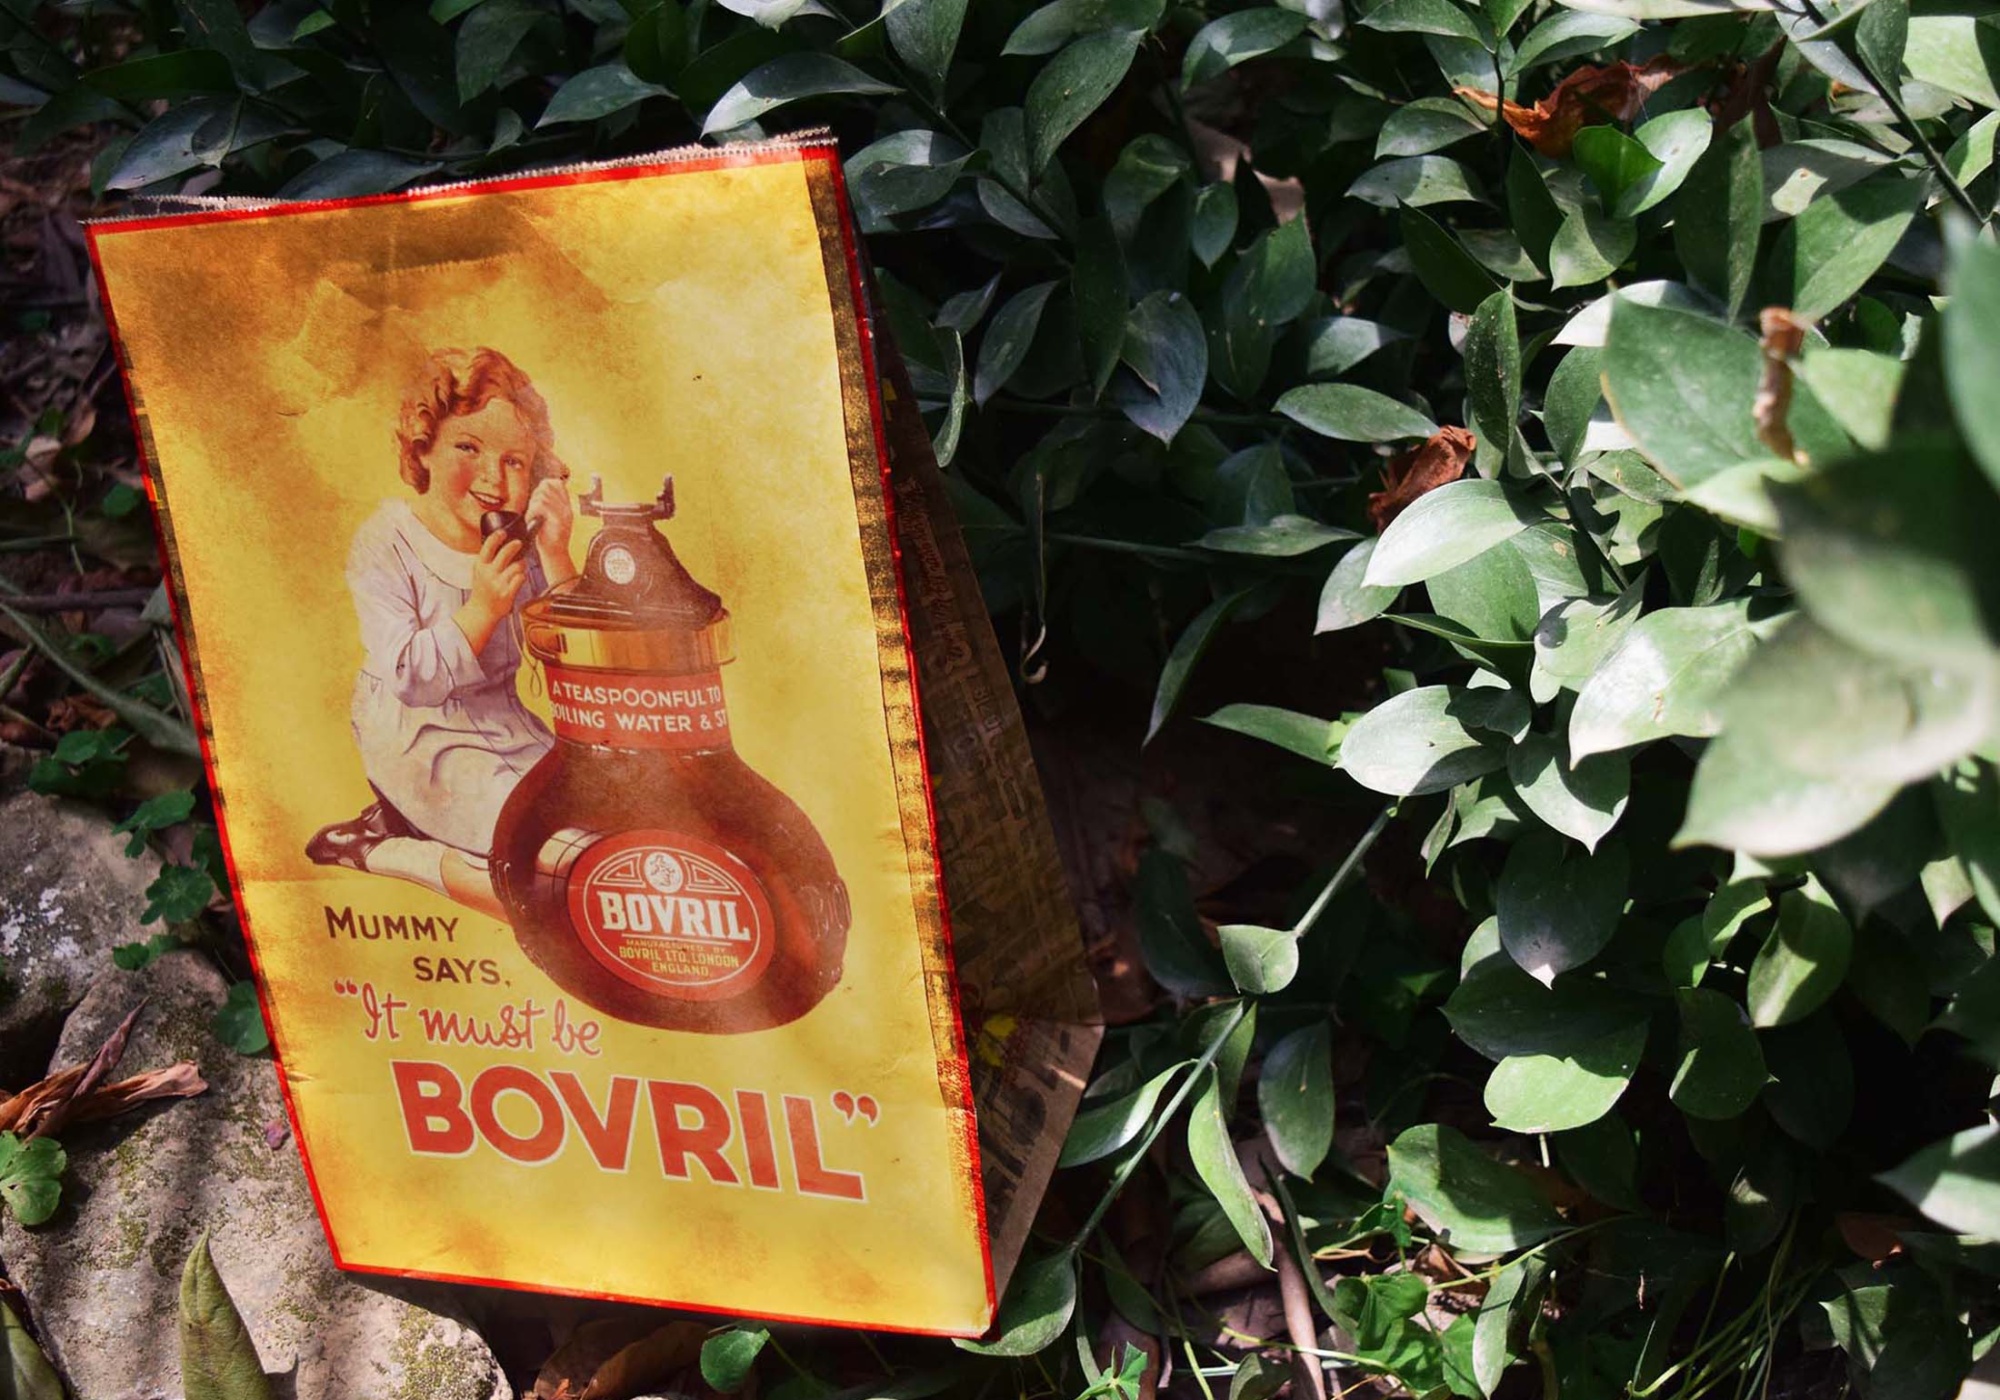 A TEASPOONFUL TO
BOILING WATER & ST
BOVRIL
MANUFACTURED BY
BOVRIL LTD. LONDON
ENGLAND.
MUMMY
SAYS,
“It must be
BOVRIL”